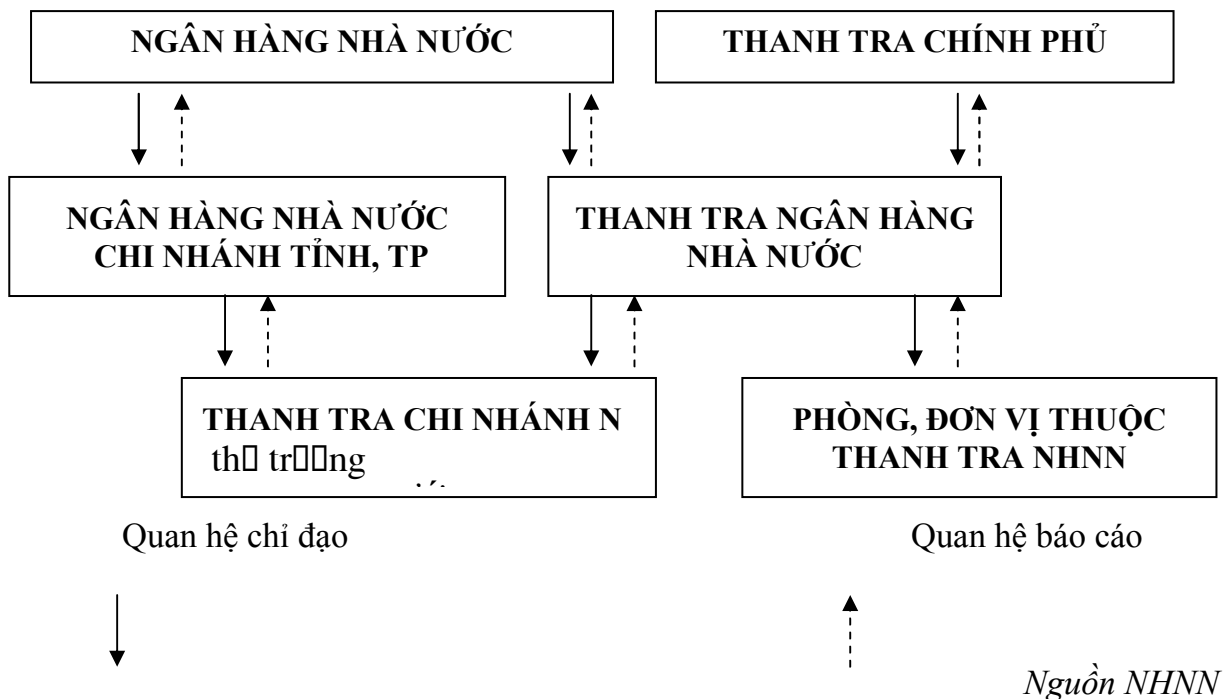 NGÂN HÀNG NHÀ NƯỚC
THANH TRA CHÍNH PHỦ
NGÂN HÀNG NHÀ NƯỚC
CHI NHÁNH TỈNH, TP
THANH TRA NGÂN HÀNG
NHÀ NƯỚC
THANH TRA CHI NHÁNH N
PHÒNG, ĐƠN VỊ THUỘC
THANH TRA NHNN
Quan hệ chỉ đạo
Quan hệ báo cáo
Nguồn NHNN